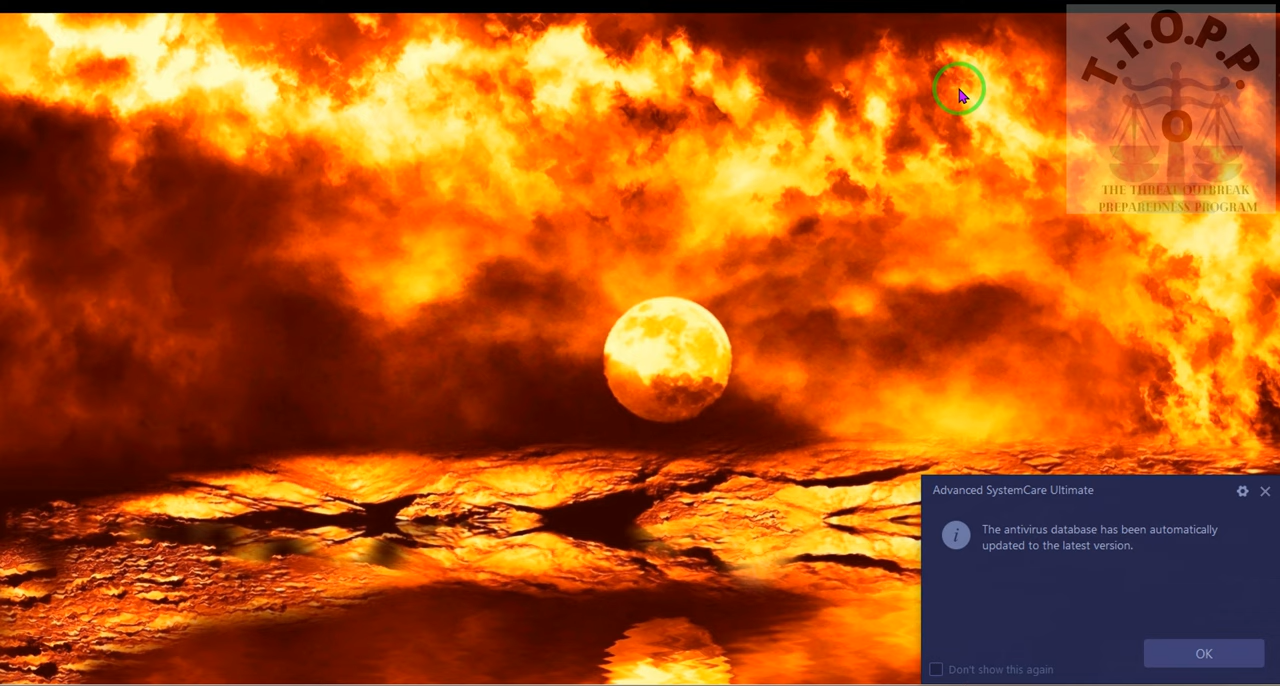 T.T.O.P.P.
O
THE THREAT OUTBREAK
PREPAREDNESS PROGRAM
Advanced SystemCare Ultimate
The antivirus database has been automatically
updated to the latest version.
OK
Don't show this again